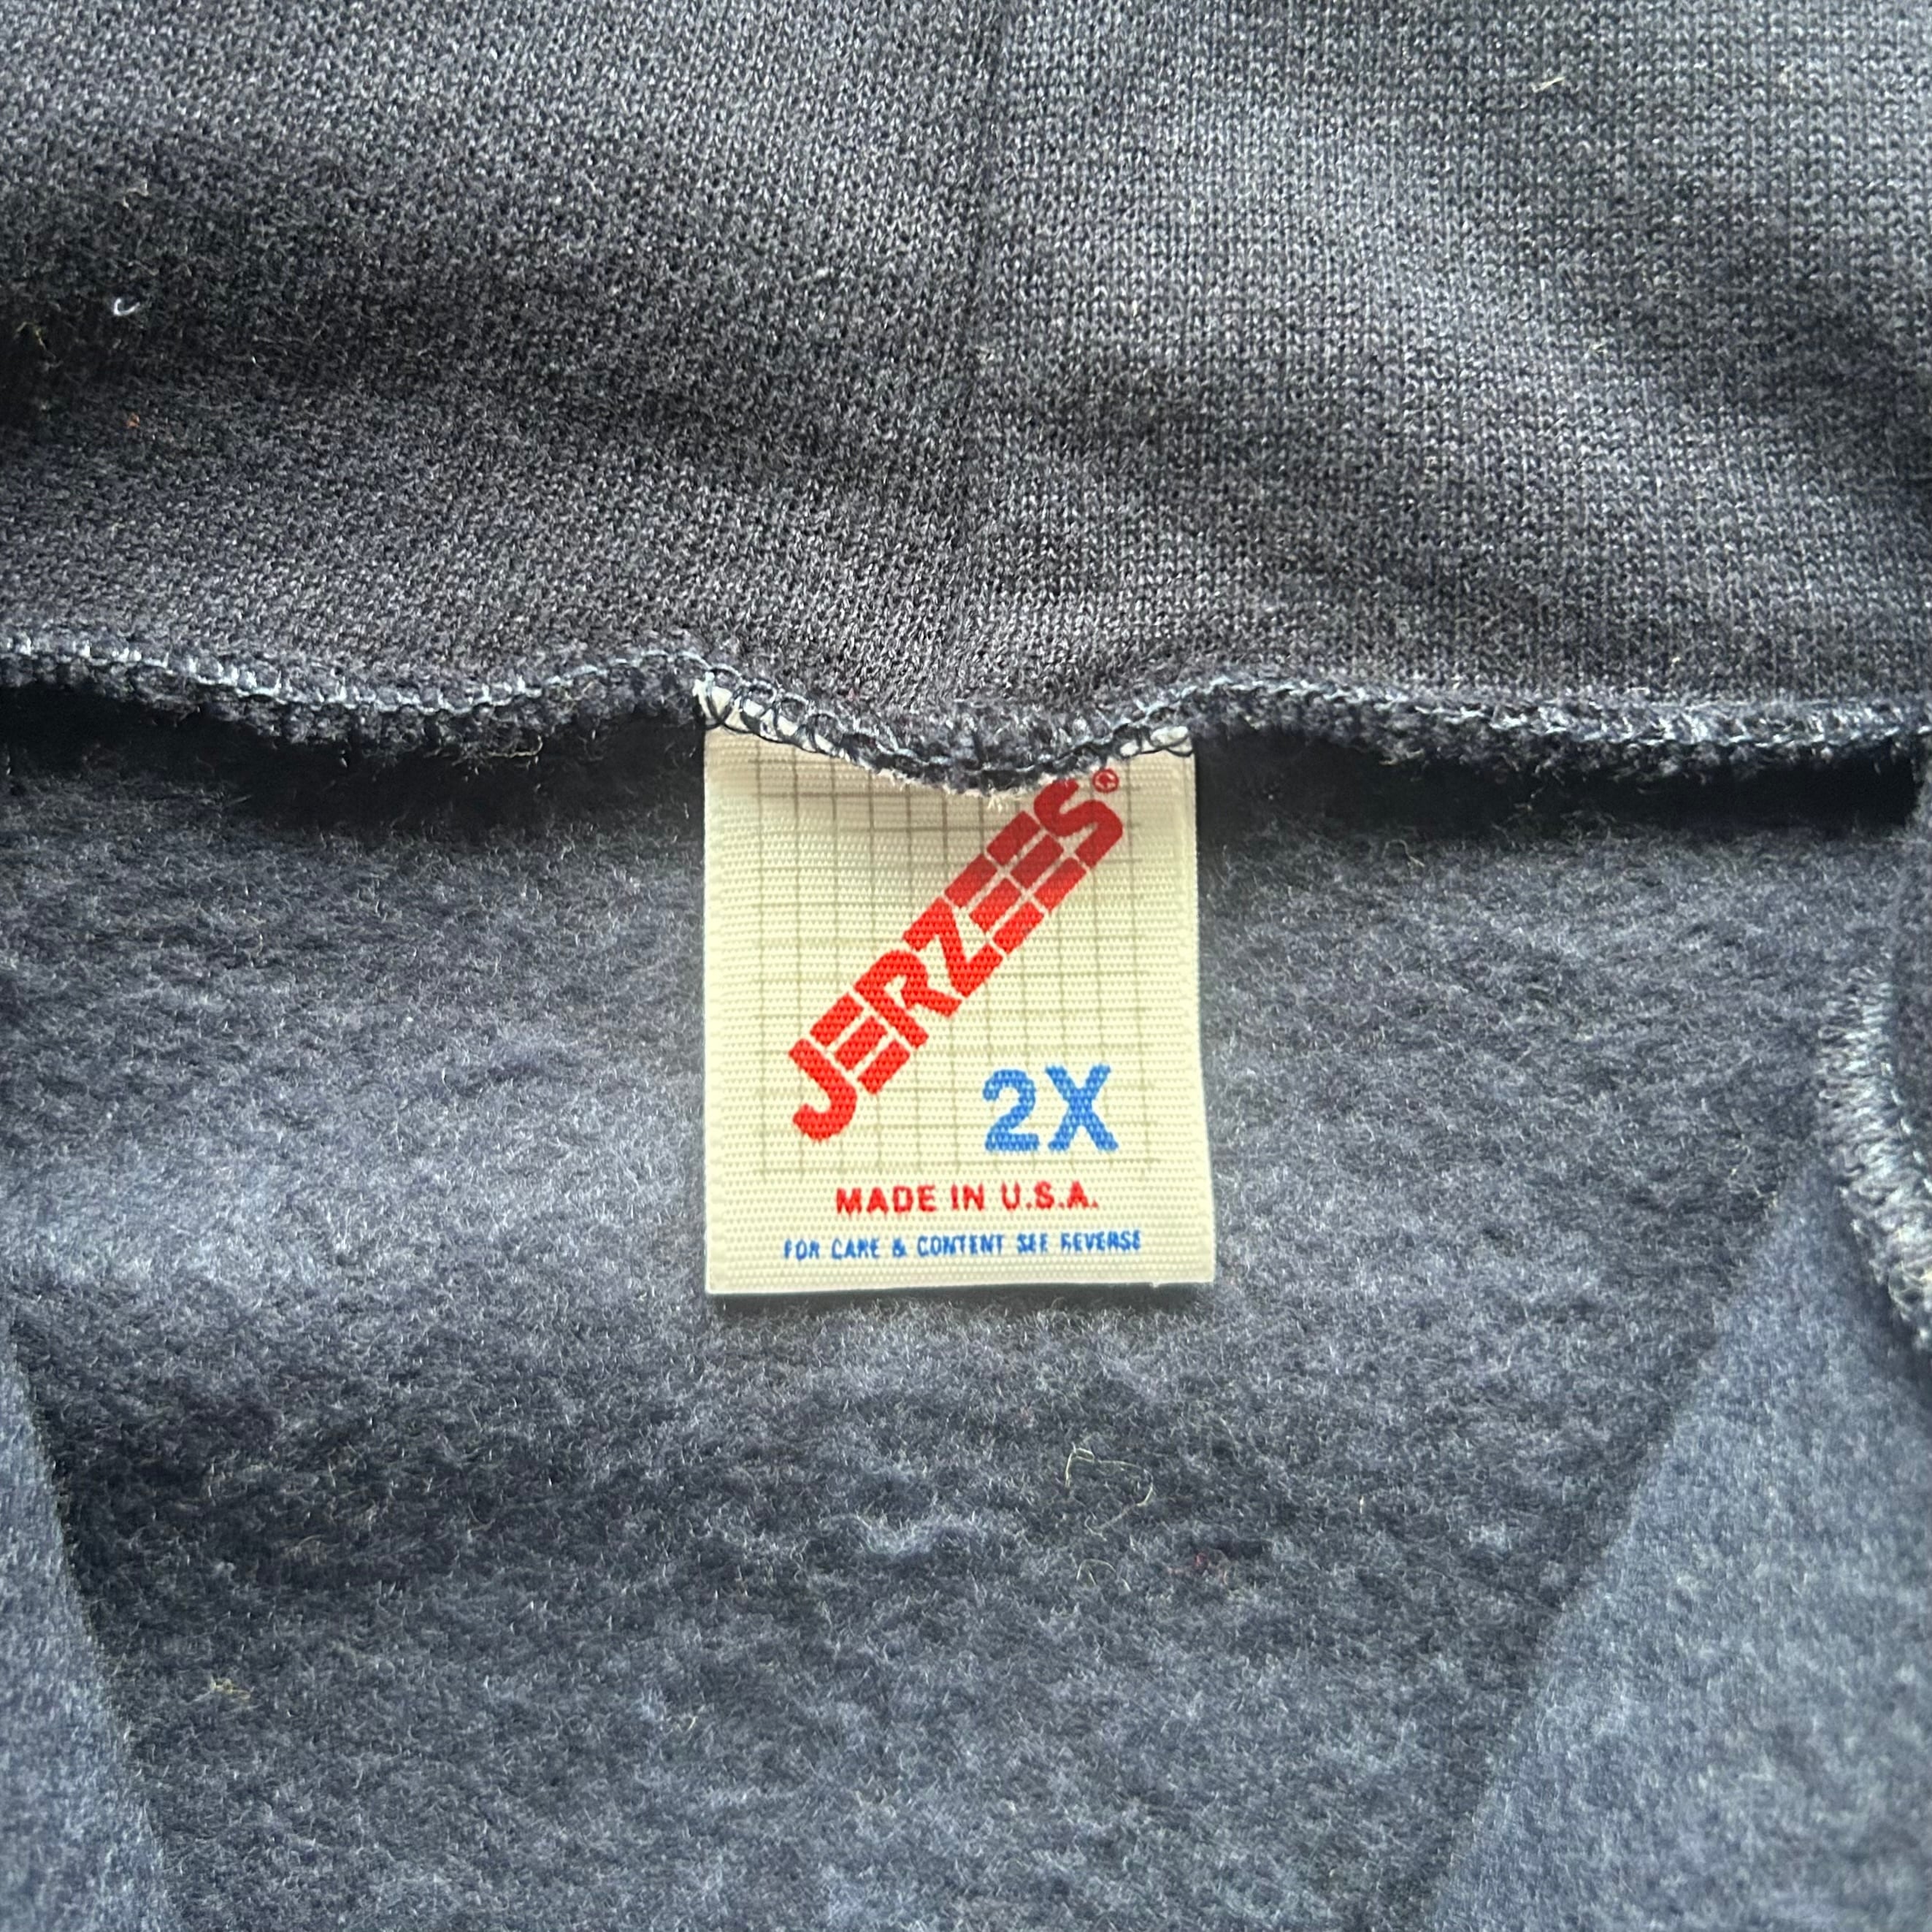 JERZEES®
2X
MADE IN U.S.A.
FOR CARE & CONTENT SEE REVERSE